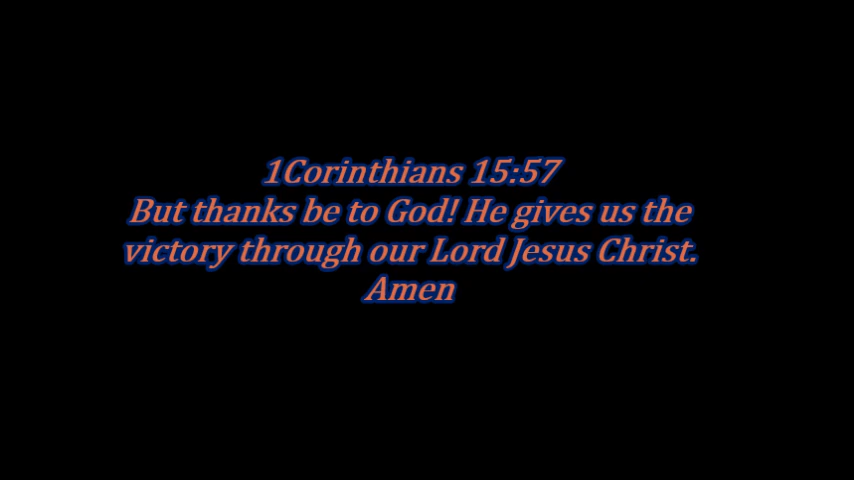 1Corinthians 15:57
But thanks be to God! He gives us the
victory through our Lord Jesus Christ.
Amen